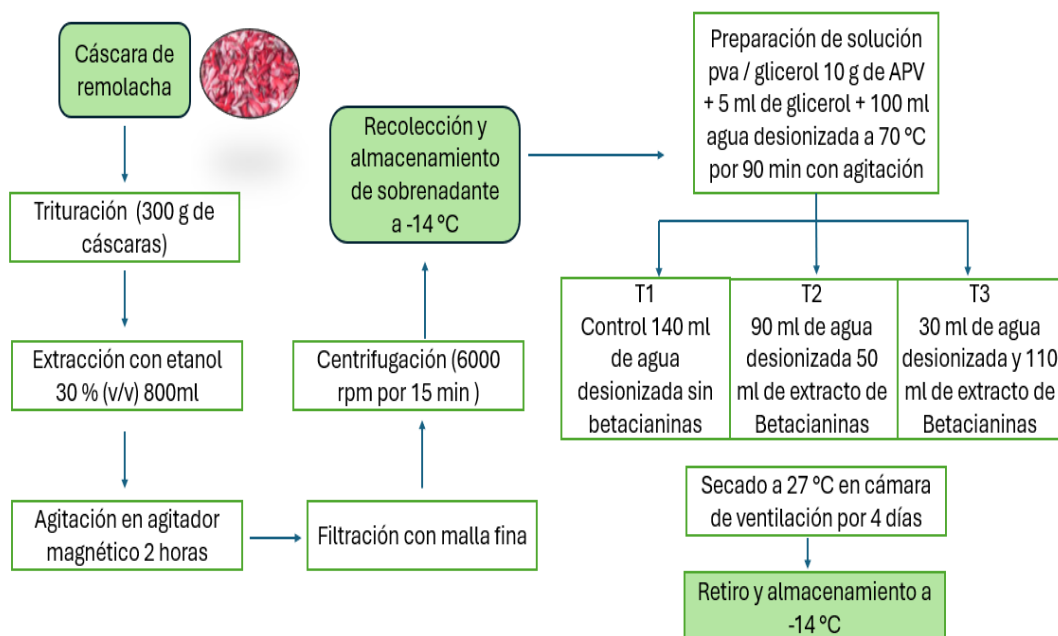 Cáscara de
remolacha
Trituración (300 g de
cáscaras)
Extracción con etanol
30 % (v/v) 800ml
Agitación en agitador
magnético 2 horas
Filtración con malla fina
Centrifugación (6000
rpm por 15 min )
Recolección y
almacenamiento
de sobrenadante
a -14 ºC
Preparación de solución
pva / glicerol 10 g de APV
+ 5 ml de glicerol + 100 ml
agua desionizada a 70 ºC
por 90 min con agitación
T1
Control 140 ml
de agua
desionizada sin
betacianinas
T2
90 ml de agua
desionizada 50
ml de extracto de
Betacianinas
T3
30 ml de agua
desionizada y 110
ml de extracto de
Betacianinas
Secado a 27 ºC en cámara
de ventilación por 4 días
Retiro y almacenamiento a
-14 ºC